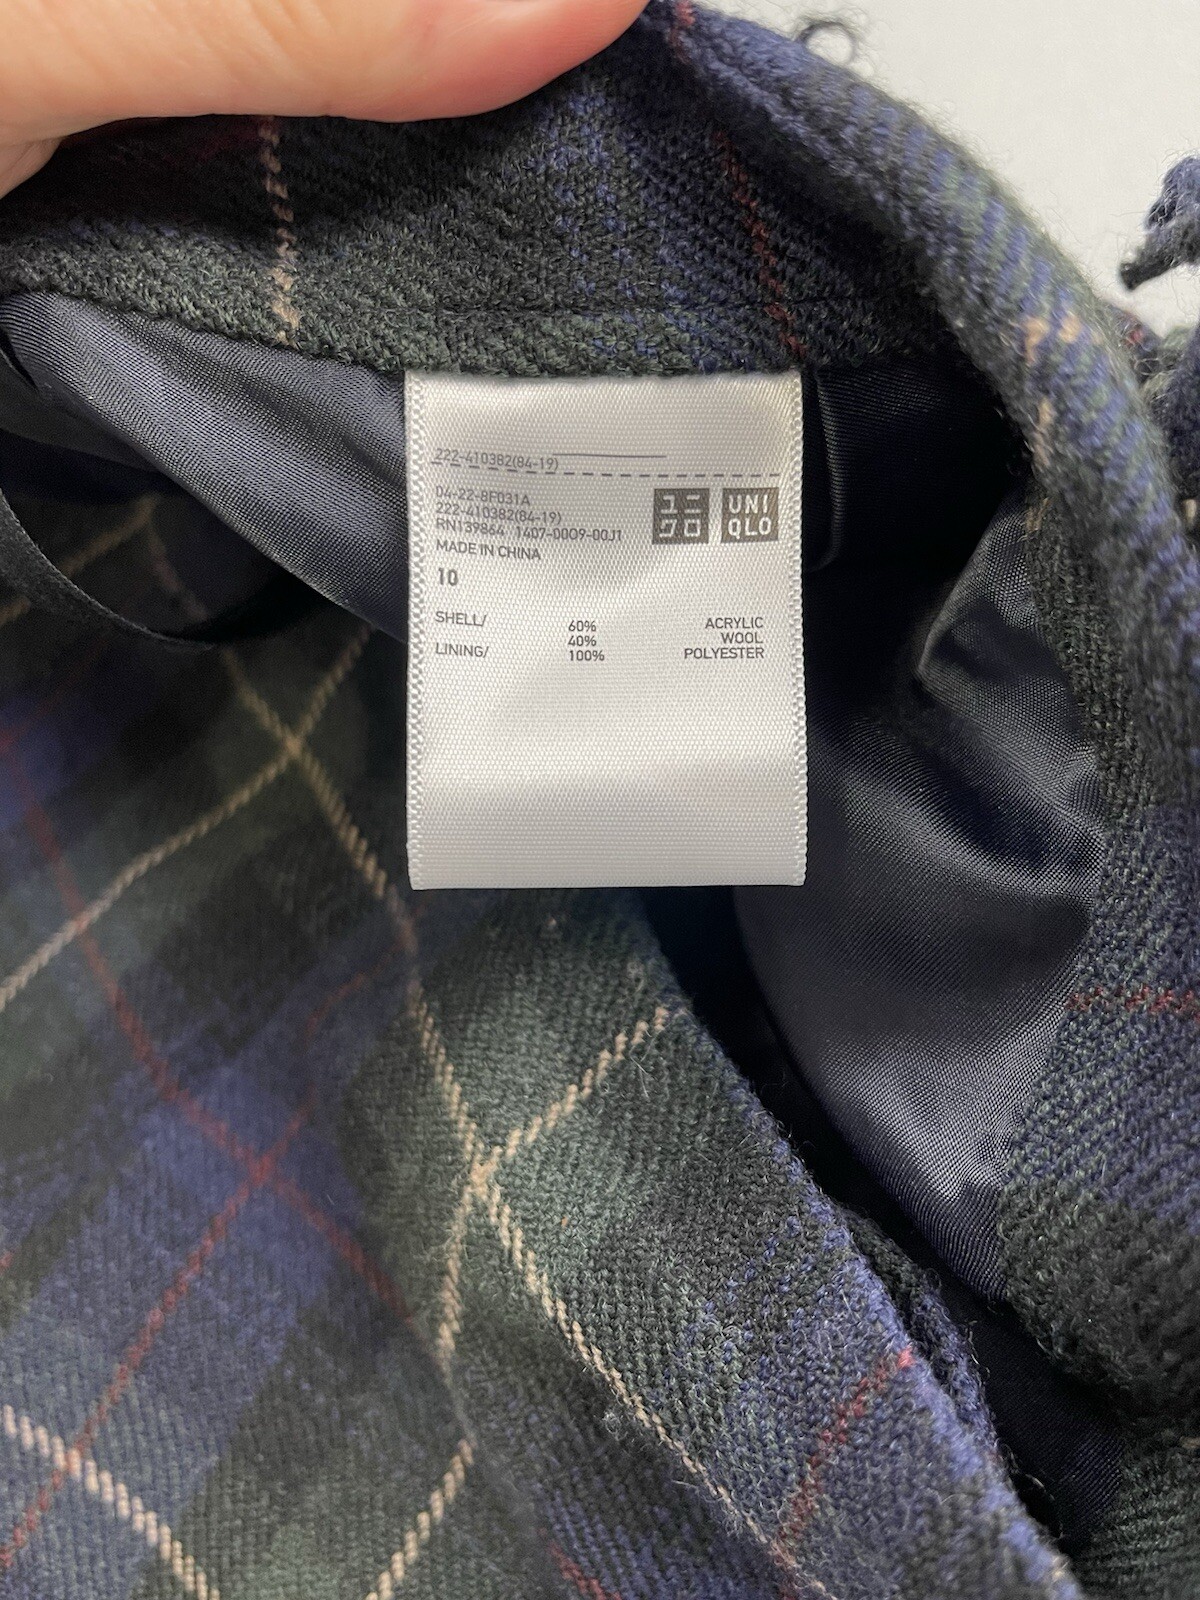 222-410382(84-19)
04-22-8F031A
222-410382(84-19)
RN139864 1407-0009-00J1
MADE IN CHINA
ユニ
クロ
UNI
QLO
10
SHELL/ 60% ACRYLIC
40% WOOL
LINING/ 100% POLYESTER